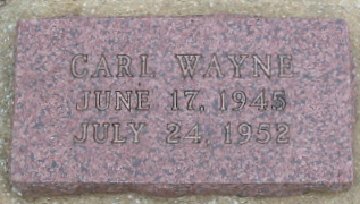 CARL WAYNE
JUNE 17, 1945
JULY 24, 1952